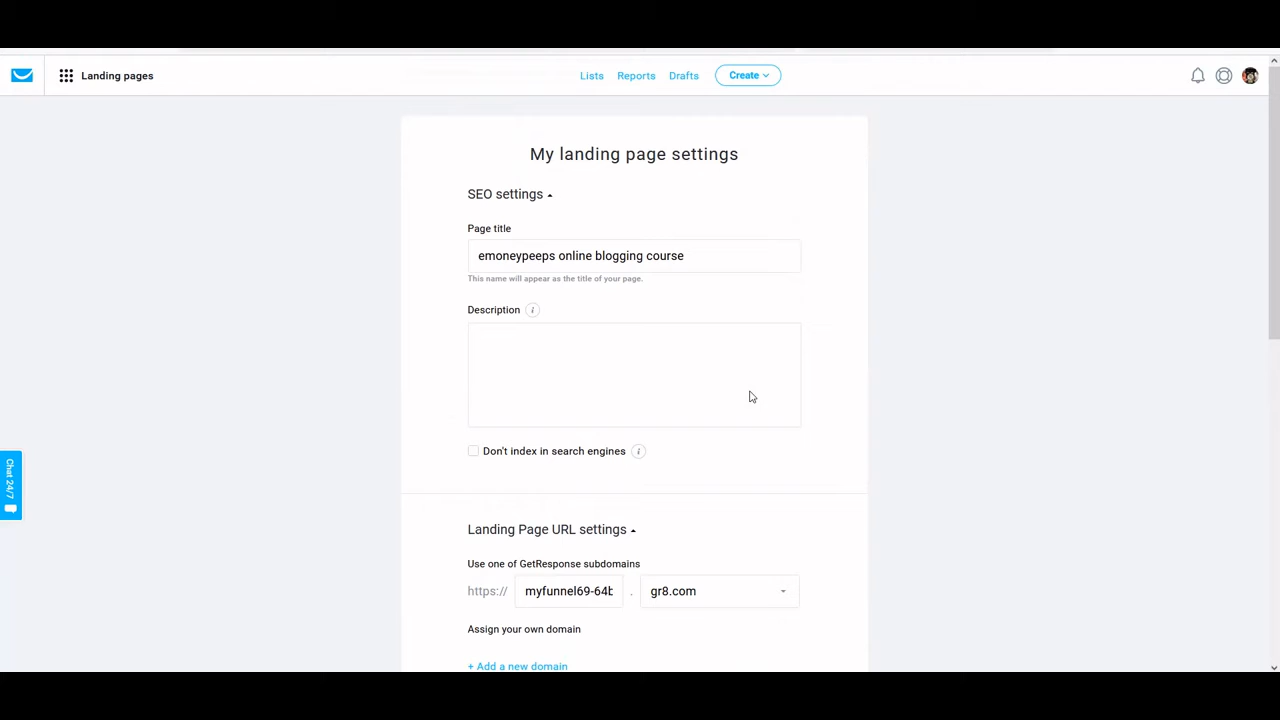 Landing pages
Lists Reports Drafts Create
My landing page settings
SEO settings
Page title
emoneypeeps online blogging course
This name will appear as the title of your page.
Description i
Don't index in search engines i
Chat 24/7
Landing Page URL settings
Use one of GetResponse subdomains
https:// myfunnel69-64b . gr8.com
Assign your own domain
+ Add a new domain